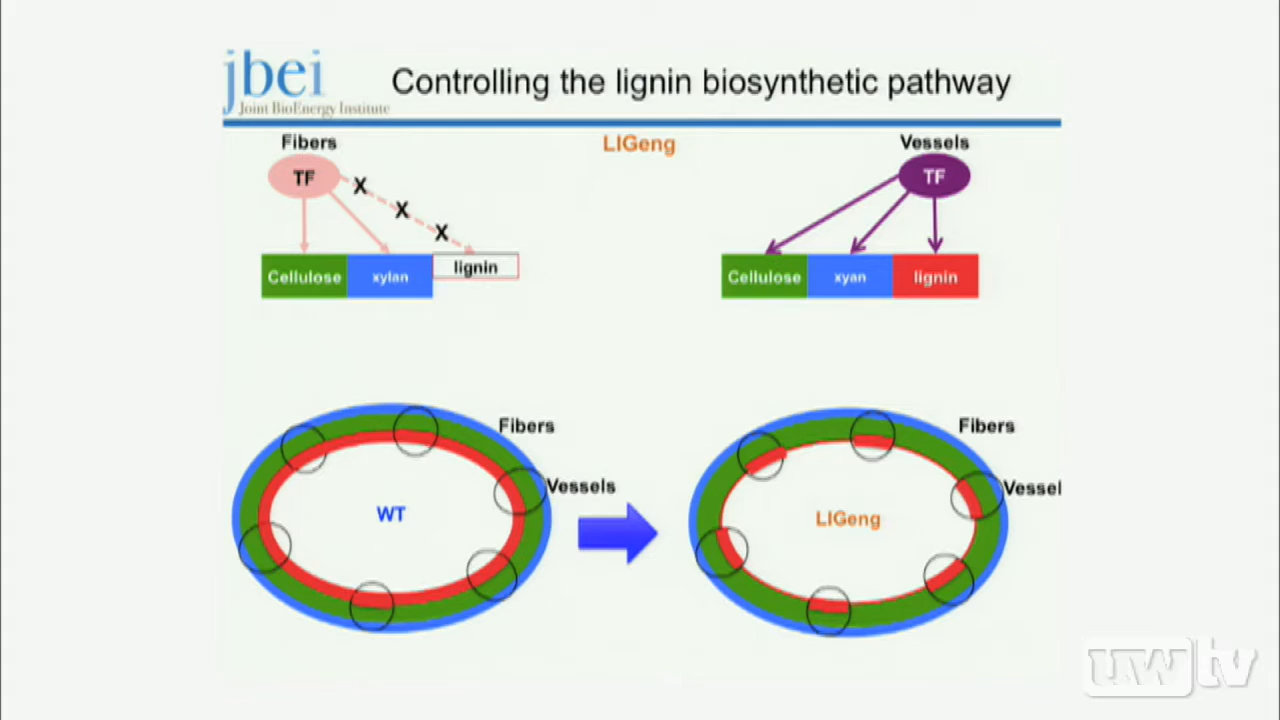 jbei
Joint BioEnergy Institute
Controlling the lignin biosynthetic pathway
Fibers
LIGeng
Vessels
TF
X
X
X
TF
Cellulose
xylan
lignin
Cellulose
xyan
lignin
Fibers
Vessels
WT
Fibers
Vessel
LIGeng
uwtv